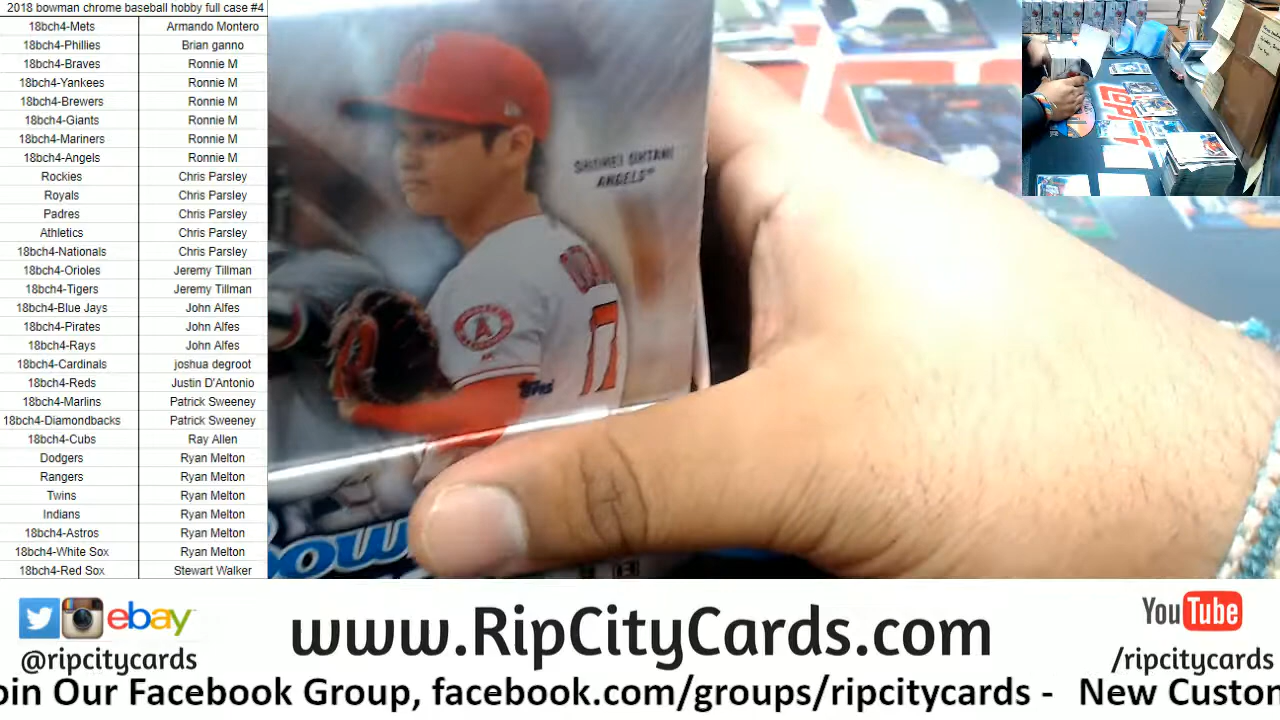 2018 bowman chrome baseball hobby full case #4
18bch4-Mets Armando Montero
18bch4-Phillies Brian ganno
18bch4-Braves Ronnie M
18bch4-Yankees Ronnie M
18bch4-Brewers Ronnie M
18bch4-Giants Ronnie M
18bch4-Mariners Ronnie M
18bch4-Angels Ronnie M
Rockies Chris Parsley
Royals Chris Parsley
Padres Chris Parsley
Athletics Chris Parsley
18bch4-Nationals Chris Parsley
18bch4-Orioles Jeremy Tillman
18bch4-Tigers Jeremy Tillman
18bch4-Blue Jays John Alfes
18bch4-Pirates John Alfes
18bch4-Rays John Alfes
18bch4-Cardinals joshua degroot
18bch4-Reds Justin D'Antonio
18bch4-Marlins Patrick Sweeney
18bch4-Diamondbacks Patrick Sweeney
18bch4-Cubs Ray Allen
Dodgers Ryan Melton
Rangers Ryan Melton
Twins Ryan Melton
Indians Ryan Melton
18bch4-Astros Ryan Melton
18bch4-White Sox Ryan Melton
18bch4-Red Sox Stewart Walker
SHOHEI OHTANI
ANGELS™
A
17
Topps
Bow
ebay
@ripcitycards
www.RipCityCards.com
YouTube
/ripcitycards
oin Our Facebook Group, facebook.com/groups/ripcitycards - New Custom